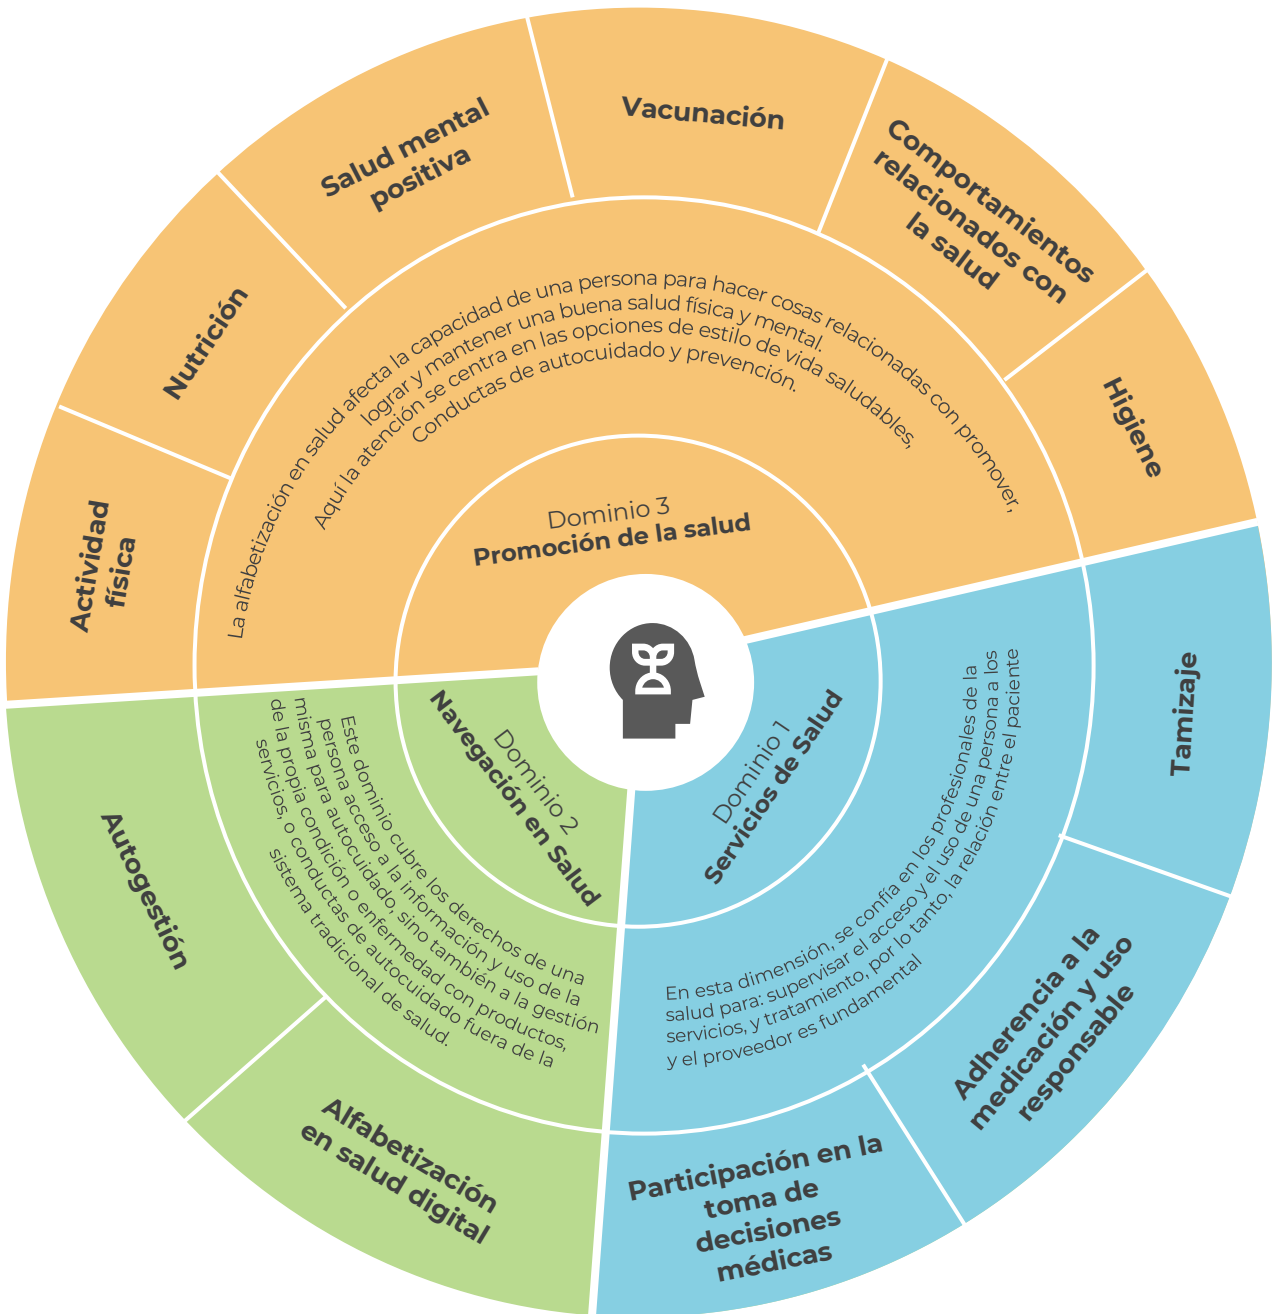 Salud mental
positiva
Vacunación
Comportamientos
relacionados con
la salud
Nutrición
Higiene
Actividad
física
La alfabetización en salud afecta la capacidad de una persona para hacer cosas relacionadas con promover,
lograr y mantener una buena salud física y mental.
Aquí la atención se centra en las opciones de estilo de vida saludables,
Conductas de autocuidado y prevención.
Dominio 3
Promoción de la salud
Dominio 1
Servicios de Salud
En esta dimensión, se confía en los profesionales de la
salud para: supervisar el acceso y el uso de una persona a los
servicios, y tratamiento, por lo tanto, la relación entre el paciente
y el proveedor es fundamental
Tamizaje
Adherencia a la
medicación y uso
responsable
Participación en la
toma de
decisiones
médicas
Dominio 2
Navegación en Salud
Este dominio cubre los derechos de una
persona acceso a la información y uso de la
misma para autocuidado, sino también a la gestión
de la propia condición o enfermedad con productos,
servicios, o conductas de autocuidado fuera de la
sistema tradicional de salud.
Autogestión
Alfabetización
en salud digital